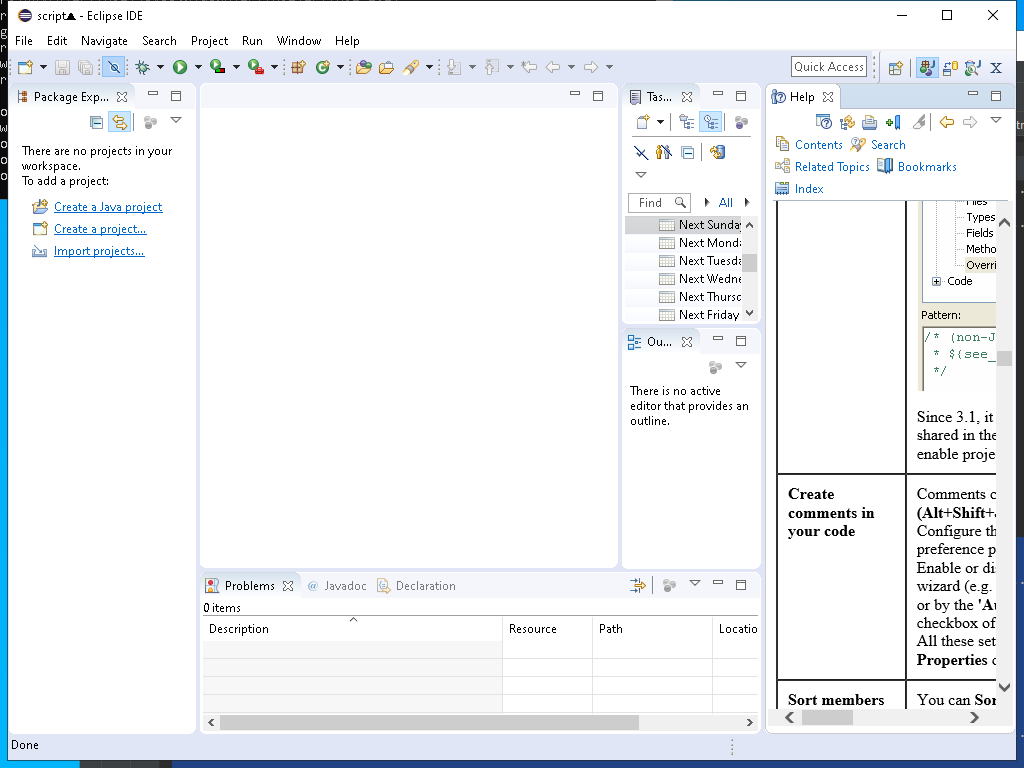 script▲ - Eclipse IDE
File Edit Navigate Search Project Run Window Help
Quick Access
Package Exp...
There are no projects in your
workspace.
To add a project:
Create a Java project
Create a project...
Import projects...
Tas...
Find
All
Next Sunday
Next Monda
Next Tuesda
Next Wedne
Next Thursd
Next Friday
Ou...
There is no active
editor that provides an
outline.
Problems
@ Javadoc
Declaration
0 items
Description Resource Path Locatio
Help
Contents Search
Related Topics Bookmarks
Index
Files
Types
Fields
Metho
Overri
Code
Pattern:
/* (non-J
* ${see_
*/
Since 3.1, it
shared in the
enable proje
Create
comments in
your code
Comments c
(Alt+Shift+
Configure th
preference p
Enable or dis
wizard (e.g.
or by the 'Au
checkbox of
All these set
Properties
Sort members
You can Sor
Done